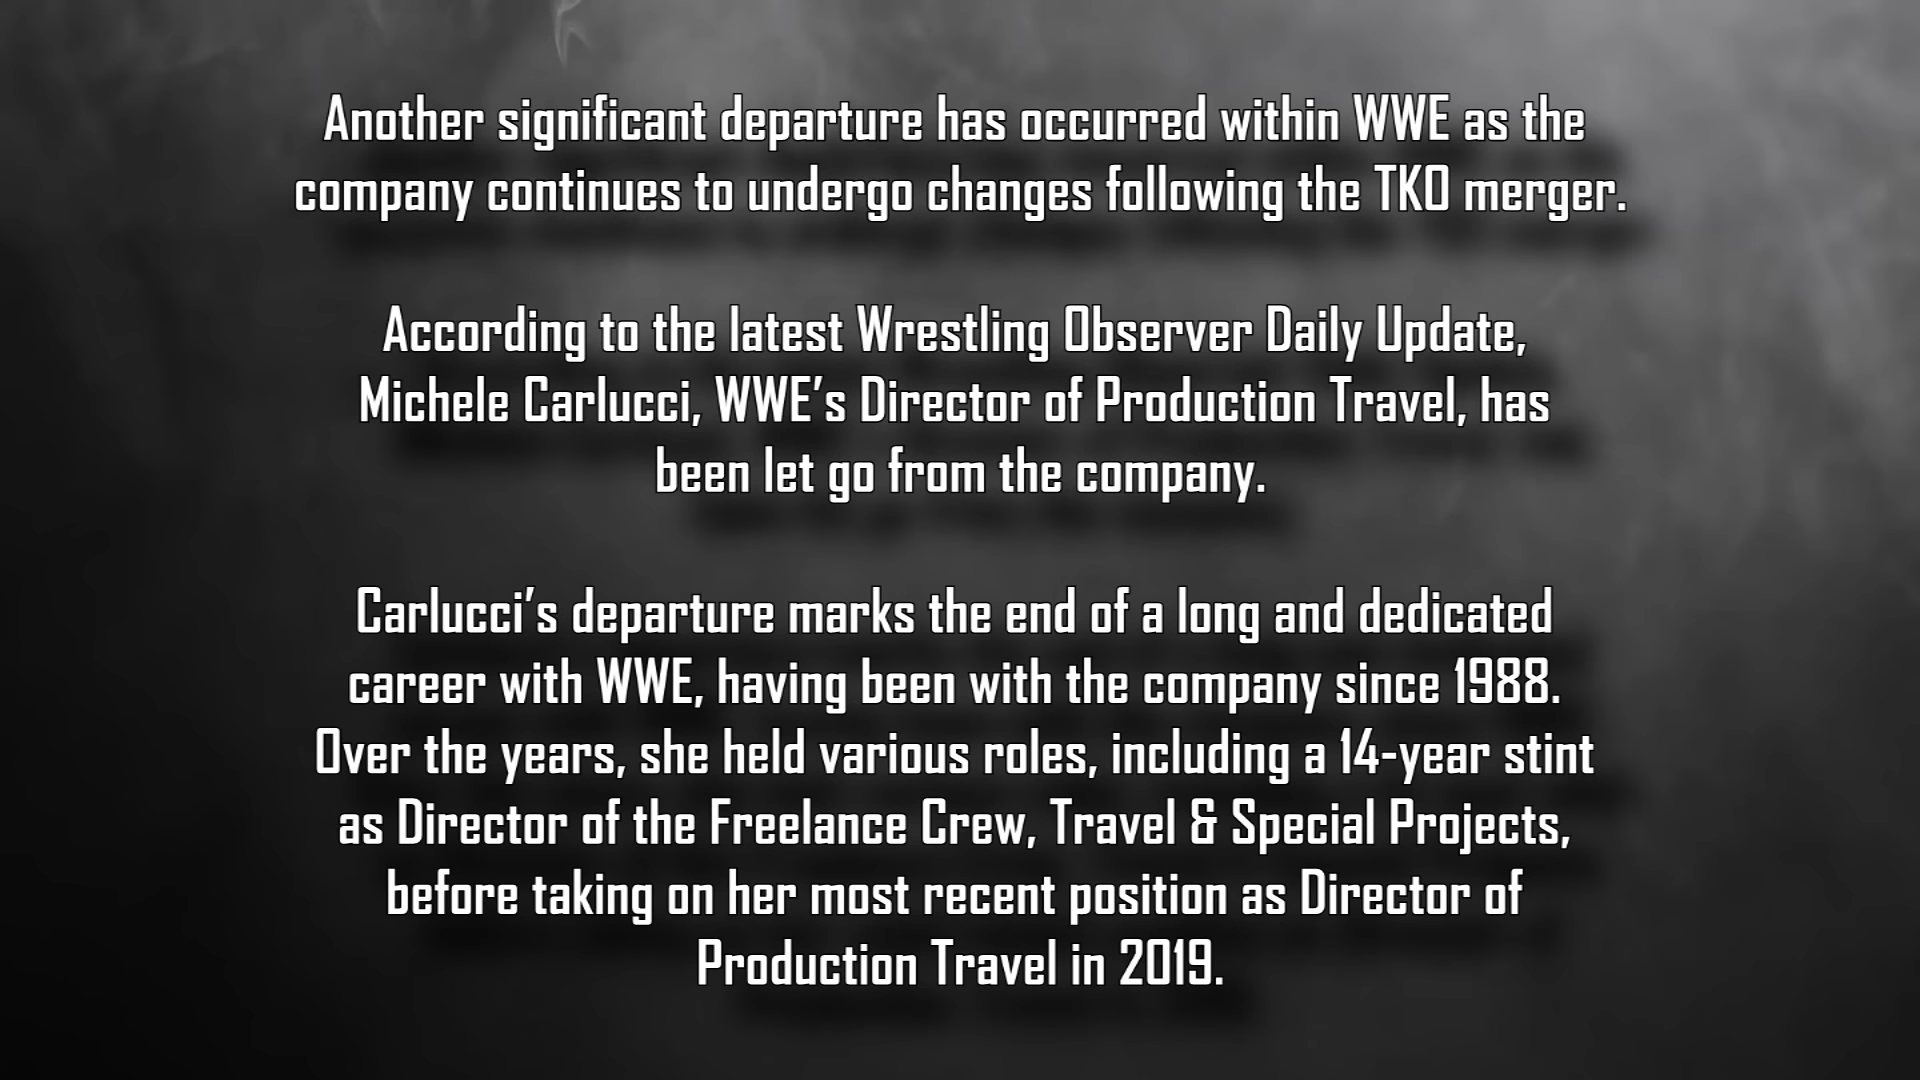 Another significant departure has occurred within WWE as the
company continues to undergo changes following the TKO merger.
According to the latest Wrestling Observer Daily Update,
Michele Carlucci, WWE’s Director of Production Travel, has
been let go from the company.
Carlucci’s departure marks the end of a long and dedicated
career with WWE, having been with the company since 1988.
Over the years, she held various roles, including a 14-year stint
as Director of the Freelance Crew, Travel & Special Projects,
before taking on her most recent position as Director of
Production Travel in 2019.